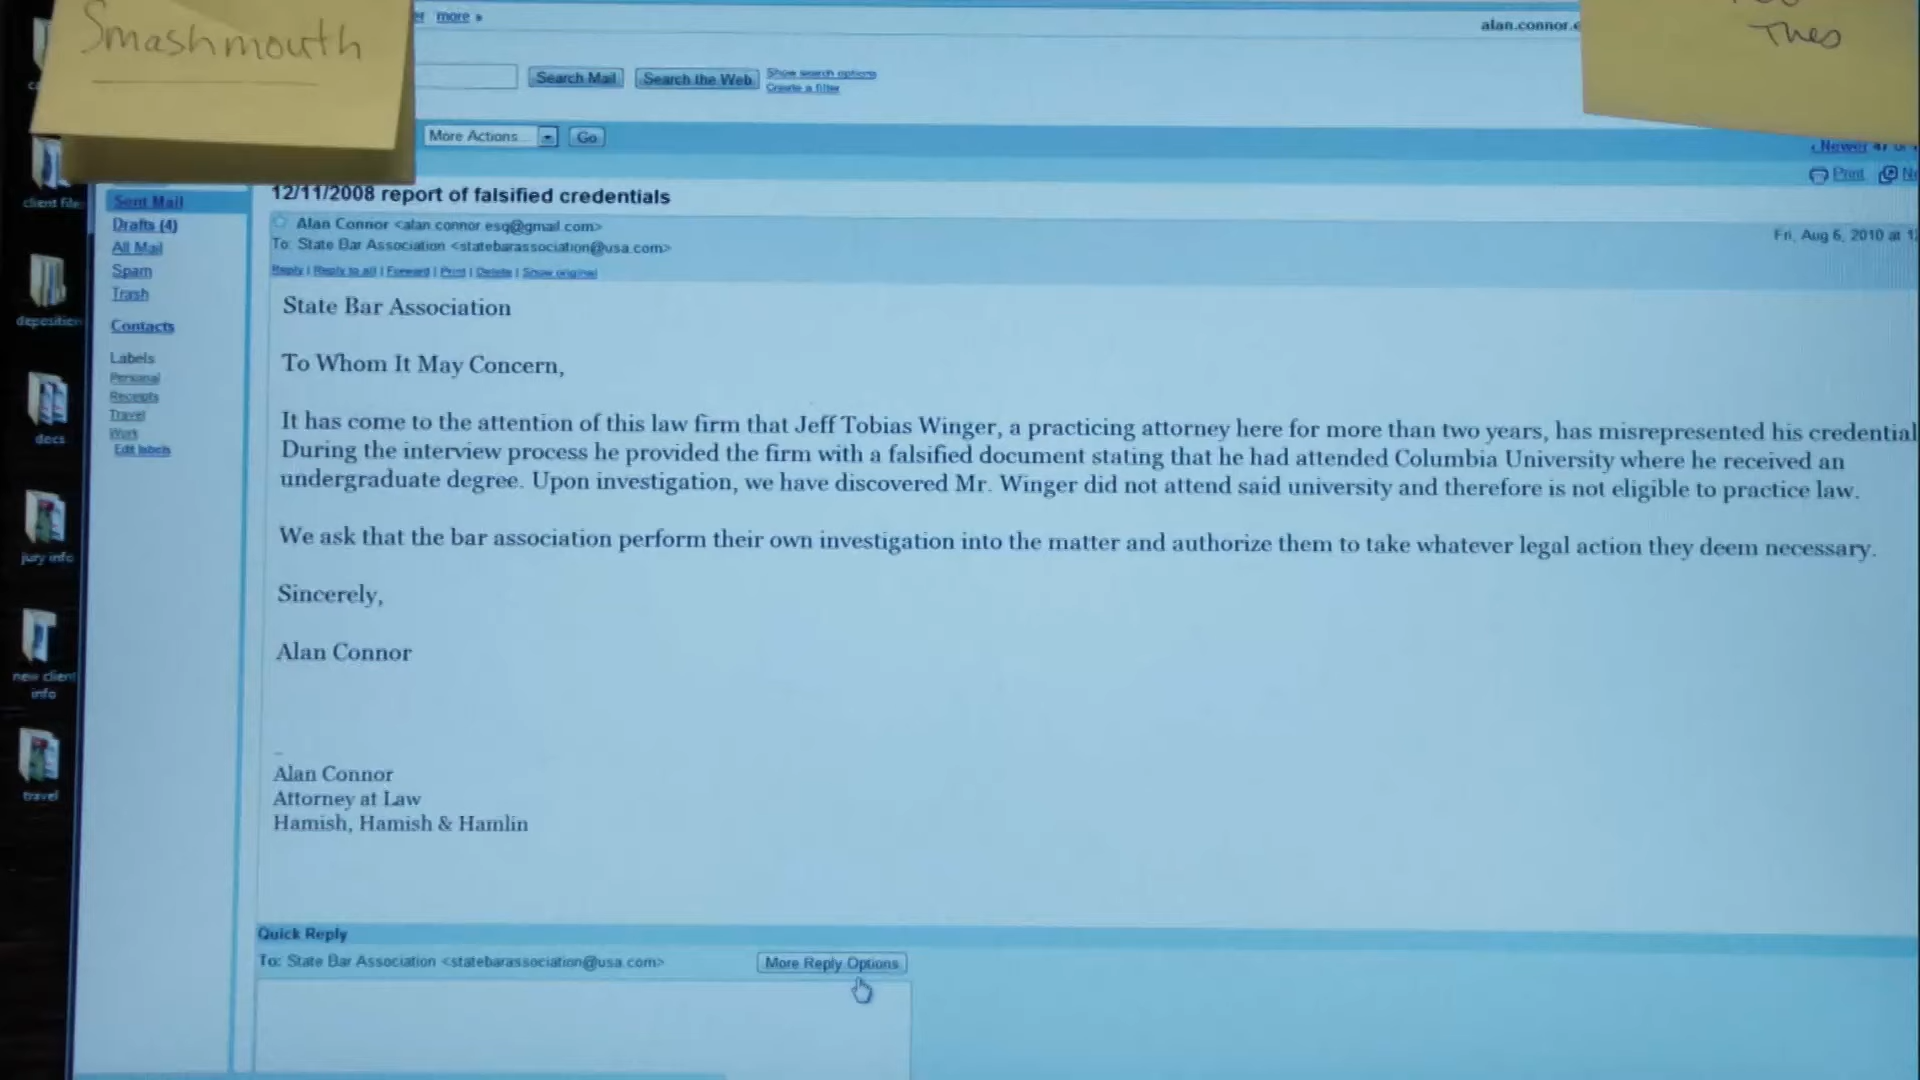 Smashmouth
Thes
more »
alan.connor.e
Search Mail
Search the Web
Show search options
Create a filter
More Actions...
Go
‹ Newer 47 of
Print
Ne
client file
deposition
docs
jury info
new client
info
travel
Sent Mail
Drafts (4)
All Mail
Spam
Trash
Contacts
Labels
Personal
Receipts
Travel
Work
Edit labels
12/11/2008 report of falsified credentials
Alan Connor <alan.connor.esq@gmail.com>
To: State Bar Association <statebarassociation@usa.com>
Fri, Aug 6, 2010 at 12
Reply | Reply to all | Forward | Print | Delete | Show original
State Bar Association
To Whom It May Concern,
It has come to the attention of this law firm that Jeff Tobias Winger, a practicing attorney here for more than two years, has misrepresented his credential
During the interview process he provided the firm with a falsified document stating that he had attended Columbia University where he received an
undergraduate degree. Upon investigation, we have discovered Mr. Winger did not attend said university and therefore is not eligible to practice law.
We ask that the bar association perform their own investigation into the matter and authorize them to take whatever legal action they deem necessary.
Sincerely,
Alan Connor
--
Alan Connor
Attorney at Law
Hamish, Hamish & Hamlin
Quick Reply
To: State Bar Association <statebarassociation@usa.com>
More Reply Options